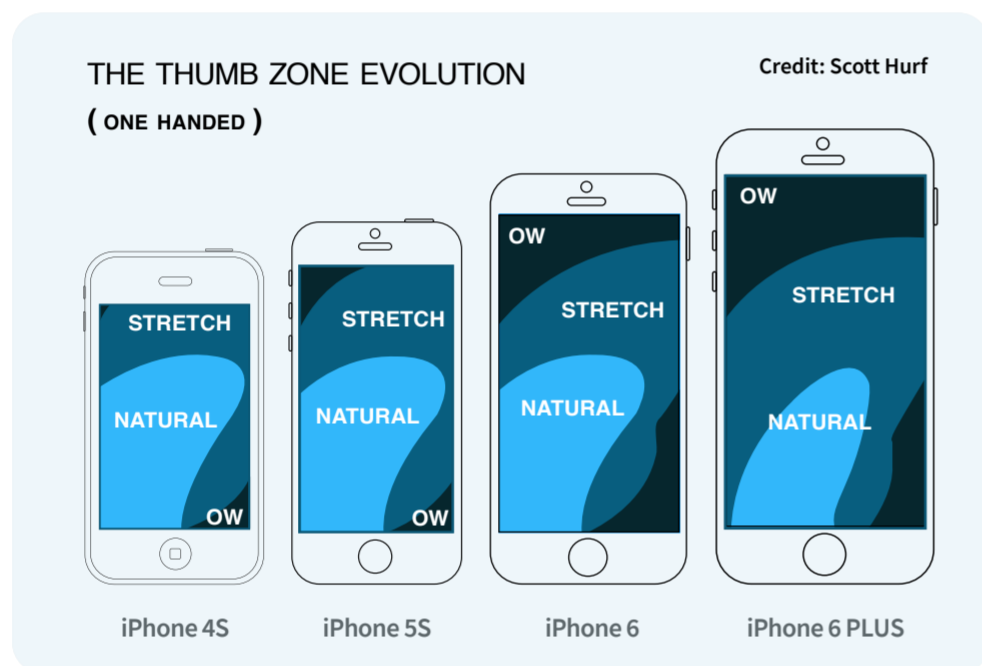 THE THUMB ZONE EVOLUTION
Credit: Scott Hurf
( ONE HANDED )
STRETCH
NATURAL
OW
STRETCH
NATURAL
OW
OW
STRETCH
NATURAL
OW
STRETCH
NATURAL
iPhone 4S
iPhone 5S
iPhone 6
iPhone 6 PLUS